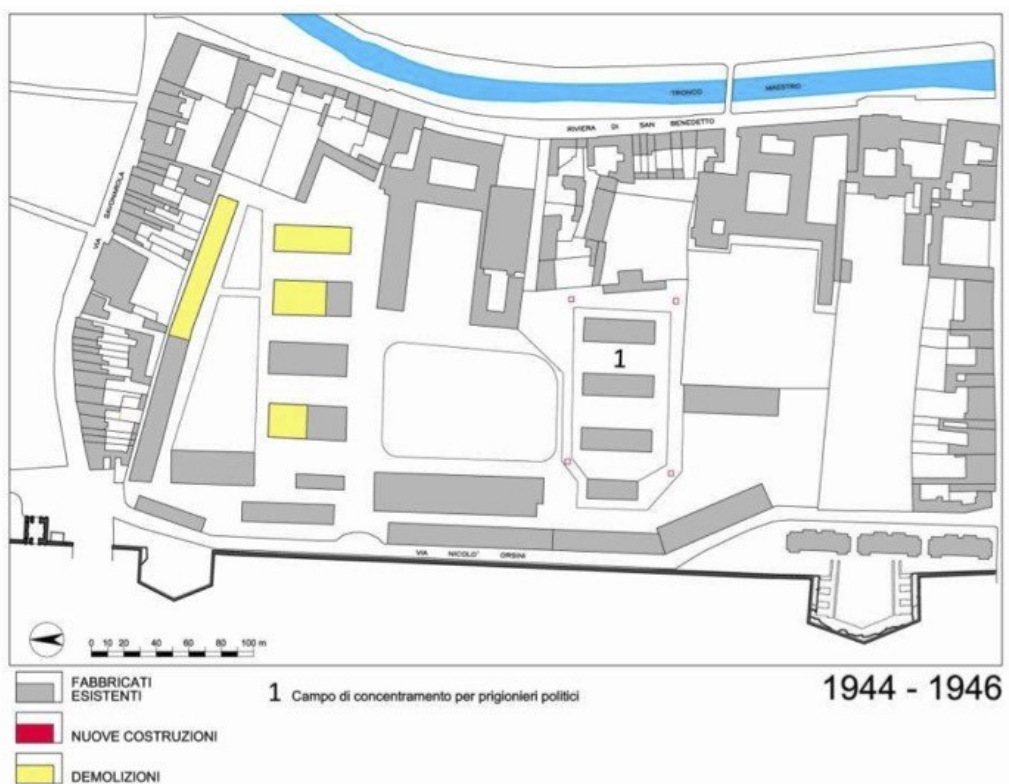 TRONCO MAESTRO
RIVIERA DI SAN BENEDETTO
VIA SAVONAROLA
1
VIA NICOLO' ORSINI
0 10 20 40 60 80 100 m
FABBRICATI
ESISTENTI
1 Campo di concentramento per prigionieri politici
1944 - 1946
NUOVE COSTRUZIONI
DEMOLIZIONI